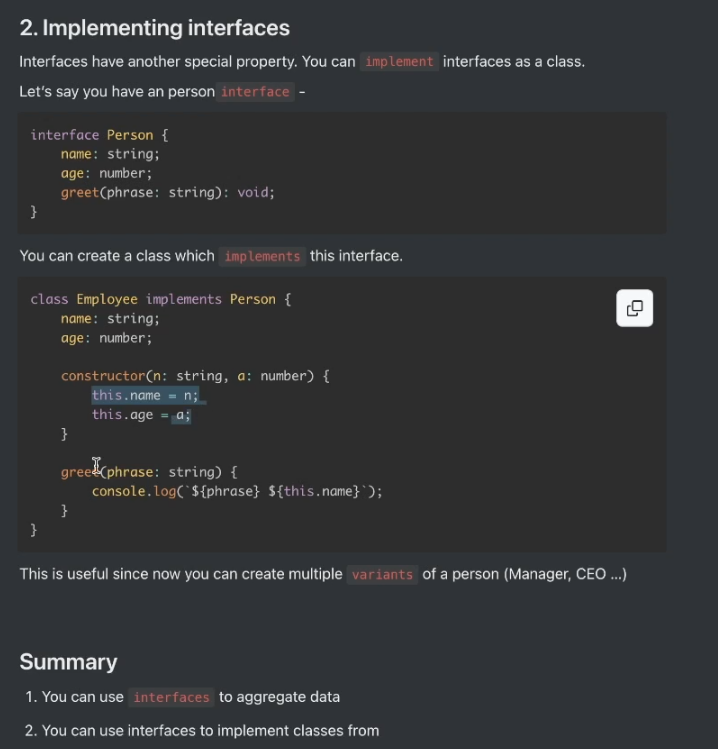 2. Implementing interfaces
Interfaces have another special property. You can implement interfaces as a class.
Let's say you have an person interface -
interface Person {
    name: string;
    age: number;
    greet(phrase: string): void;
}
You can create a class which implements this interface.
class Employee implements Person {
    name: string;
    age: number;
    constructor(n: string, a: number) {
        this.name = n;
        this.age = a;
    }
    greet(phrase: string) {
        console.log(`${phrase} ${this.name}`);
    }
}
This is useful since now you can create multiple variants of a person (Manager, CEO ...)
Summary
1. You can use interfaces to aggregate data
2. You can use interfaces to implement classes from